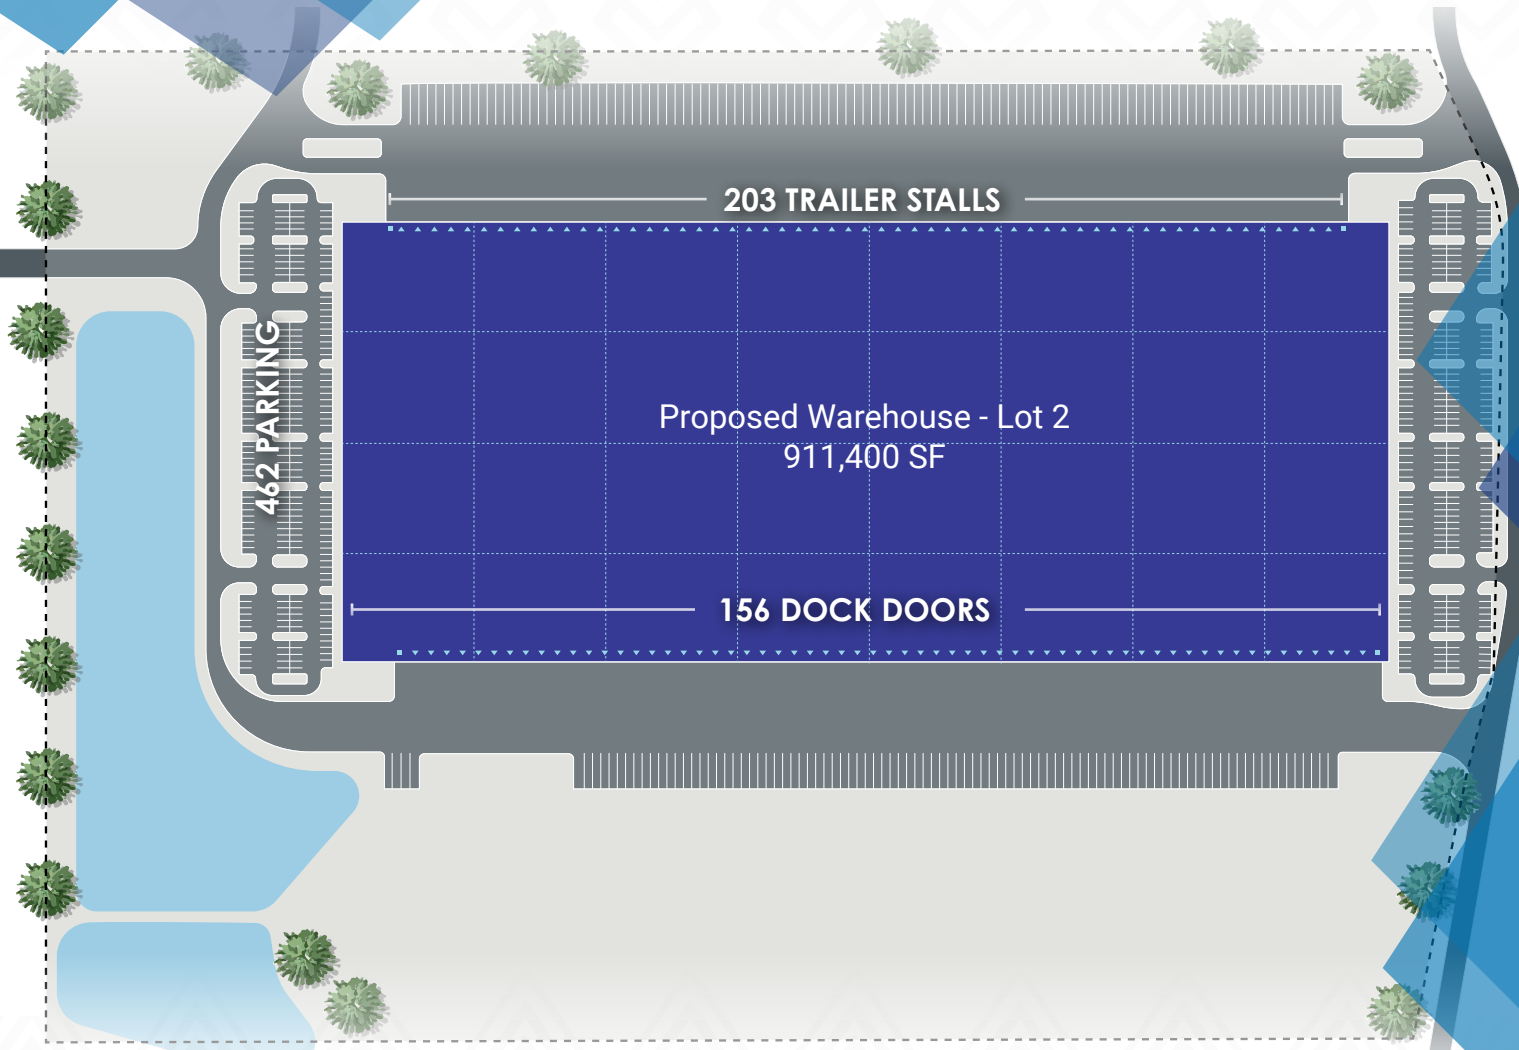 203 TRAILER STALLS
462 PARKING
Proposed Warehouse - Lot 2
911,400 SF
156 DOCK DOORS